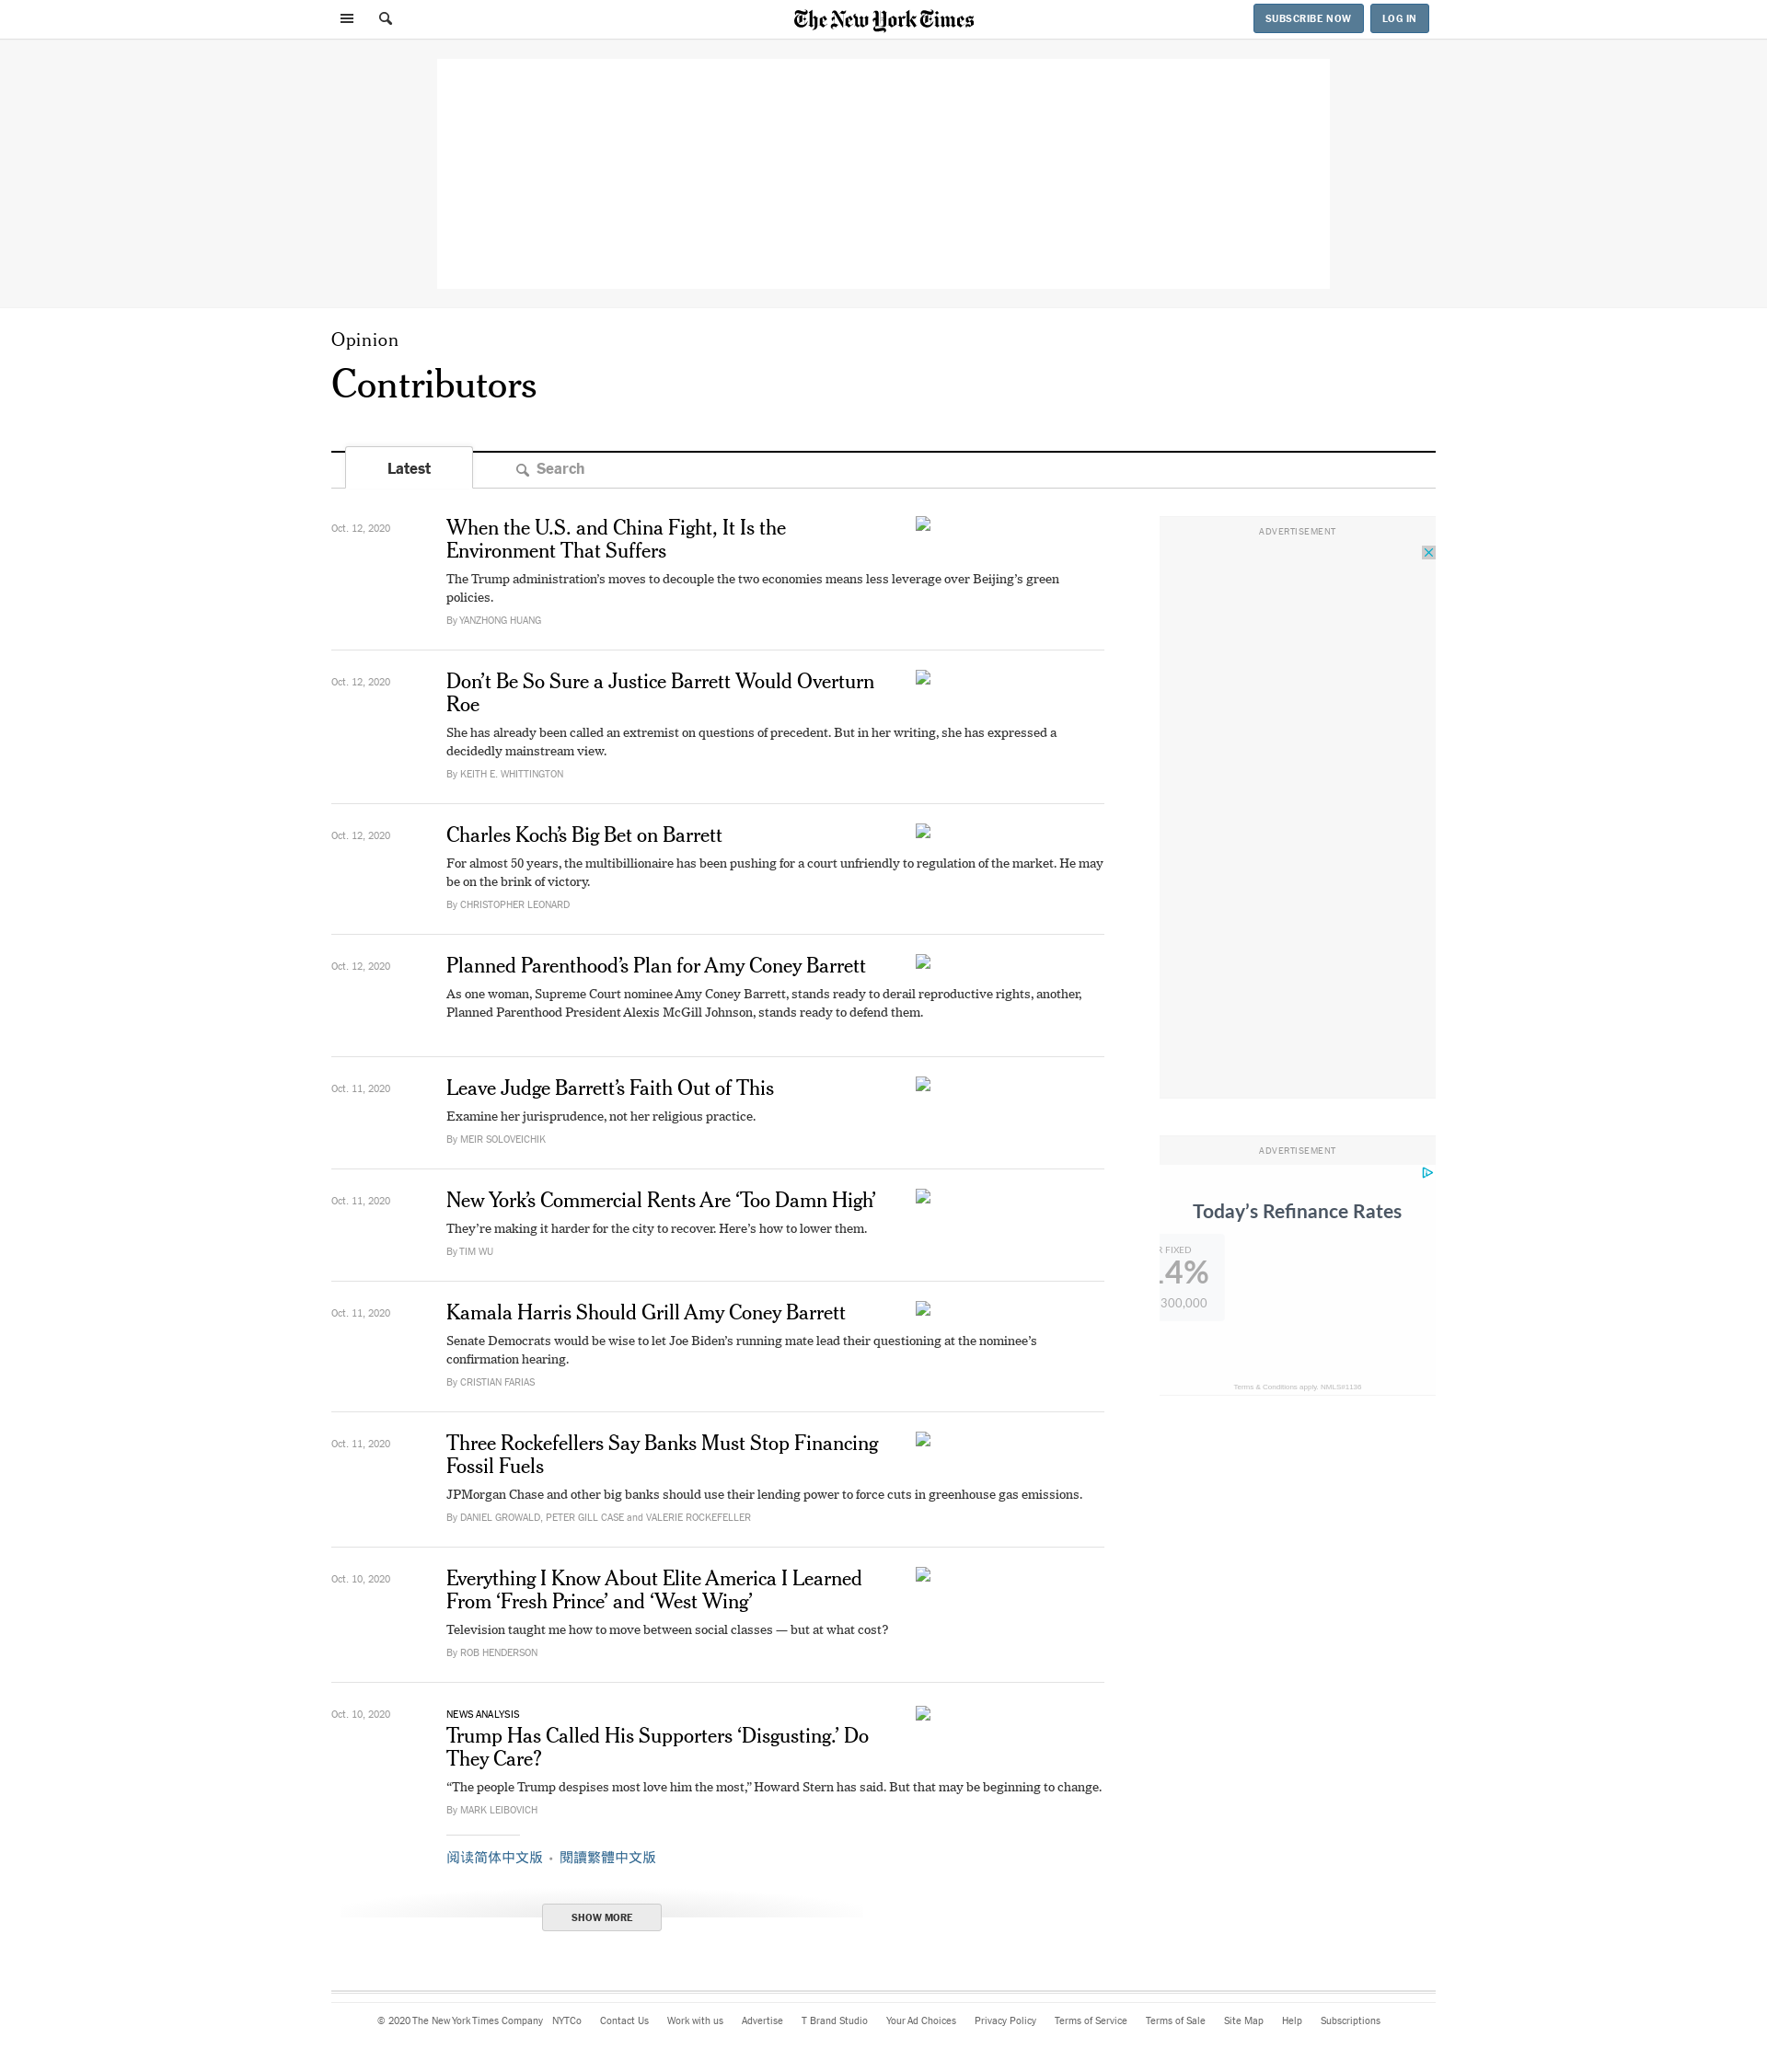 The New York Times
SUBSCRIBE NOW
LOG IN
Opinion
Contributors
Latest
Search
Oct. 12, 2020
When the U.S. and China Fight, It Is the
Environment That Suffers
The Trump administration’s moves to decouple the two economies means less leverage over Beijing’s green
policies.
By YANZHONG HUANG
Oct. 12, 2020
Don’t Be So Sure a Justice Barrett Would Overturn
Roe
She has already been called an extremist on questions of precedent. But in her writing, she has expressed a
decidedly mainstream view.
By KEITH E. WHITTINGTON
Oct. 12, 2020
Charles Koch’s Big Bet on Barrett
For almost 50 years, the multibillionaire has been pushing for a court unfriendly to regulation of the market. He may
be on the brink of victory.
By CHRISTOPHER LEONARD
Oct. 12, 2020
Planned Parenthood’s Plan for Amy Coney Barrett
As one woman, Supreme Court nominee Amy Coney Barrett, stands ready to derail reproductive rights, another,
Planned Parenthood President Alexis McGill Johnson, stands ready to defend them.
Oct. 11, 2020
Leave Judge Barrett’s Faith Out of This
Examine her jurisprudence, not her religious practice.
By MEIR SOLOVEICHIK
Oct. 11, 2020
New York’s Commercial Rents Are ‘Too Damn High’
They’re making it harder for the city to recover. Here’s how to lower them.
By TIM WU
Oct. 11, 2020
Kamala Harris Should Grill Amy Coney Barrett
Senate Democrats would be wise to let Joe Biden’s running mate lead their questioning at the nominee’s
confirmation hearing.
By CRISTIAN FARIAS
Oct. 11, 2020
Three Rockefellers Say Banks Must Stop Financing
Fossil Fuels
JPMorgan Chase and other big banks should use their lending power to force cuts in greenhouse gas emissions.
By DANIEL GROWALD, PETER GILL CASE and VALERIE ROCKEFELLER
Oct. 10, 2020
Everything I Know About Elite America I Learned
From ‘Fresh Prince’ and ‘West Wing’
Television taught me how to move between social classes — but at what cost?
By ROB HENDERSON
Oct. 10, 2020
NEWS ANALYSIS
Trump Has Called His Supporters ‘Disgusting.’ Do
They Care?
“The people Trump despises most love him the most,” Howard Stern has said. But that may be beginning to change.
By MARK LEIBOVICH
阅读简体中文版 • 閱讀繁體中文版
SHOW MORE
ADVERTISEMENT
ADVERTISEMENT
Today’s Refinance Rates
R FIXED
.14%
300,000
Terms & Conditions apply. NMLS#1136
© 2020 The New York Times Company NYTCo Contact Us Work with us Advertise T Brand Studio Your Ad Choices Privacy Policy Terms of Service Terms of Sale Site Map Help Subscriptions